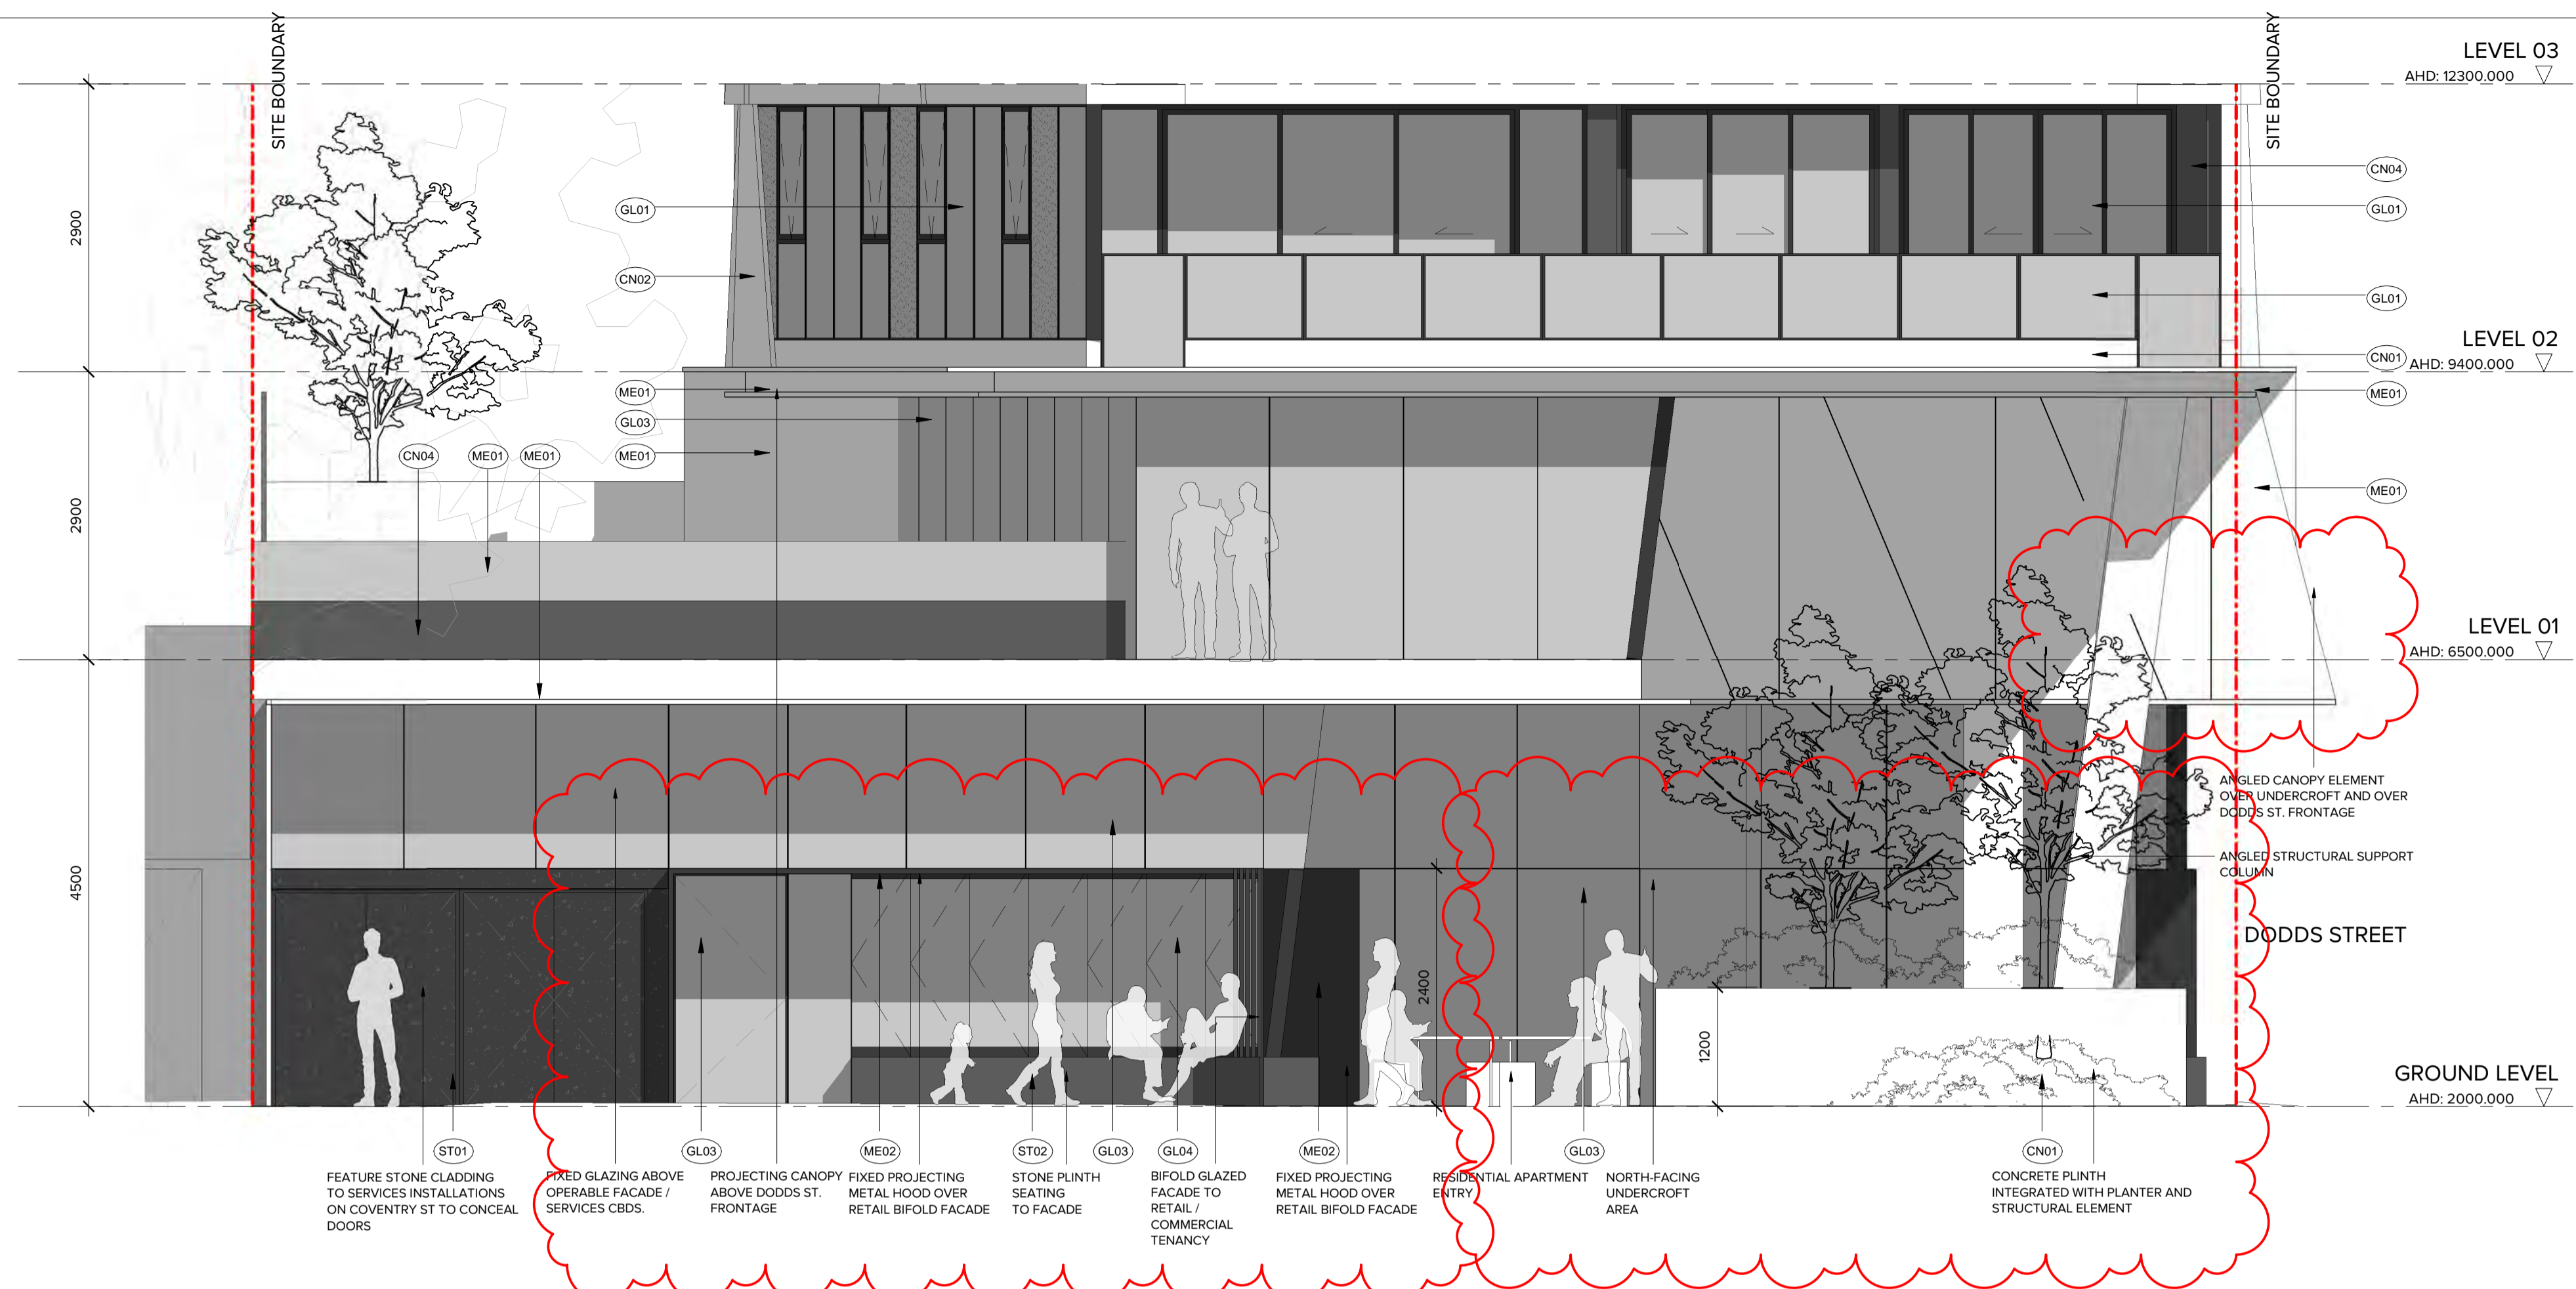 SITE BOUNDARY
SITE BOUNDARY
LEVEL 03
AHD: 12300.000
2900
GL01
CN02
CN04
GL01
GL01
LEVEL 02
CN01
AHD: 9400.000
ME01
ME01
GL03
ME01
CN04
ME01
ME01
ME01
2900
LEVEL 01
AHD: 6500.000
4500
ANGLED CANOPY ELEMENT
OVER UNDERCROFT AND OVER
DODDS ST. FRONTAGE
ANGLED STRUCTURAL SUPPORT
COLUMN
DODDS STREET
2400
1200
GROUND LEVEL
AHD: 2000.000
ST01
FEATURE STONE CLADDING
TO SERVICES INSTALLATIONS
ON COVENTRY ST TO CONCEAL
DOORS
FIXED GLAZING ABOVE
OPERABLE FACADE /
SERVICES CBDS.
GL03
PROJECTING CANOPY
ABOVE DODDS ST.
FRONTAGE
ME02
FIXED PROJECTING
METAL HOOD OVER
RETAIL BIFOLD FACADE
ST02
STONE PLINTH
SEATING
TO FACADE
GL03
GL04
BIFOLD GLAZED
FACADE TO
RETAIL /
COMMERCIAL
TENANCY
ME02
FIXED PROJECTING
METAL HOOD OVER
RETAIL BIFOLD FACADE
RESIDENTIAL APARTMENT
ENTRY
GL03
NORTH-FACING
UNDERCROFT
AREA
CN01
CONCRETE PLINTH
INTEGRATED WITH PLANTER AND
STRUCTURAL ELEMENT